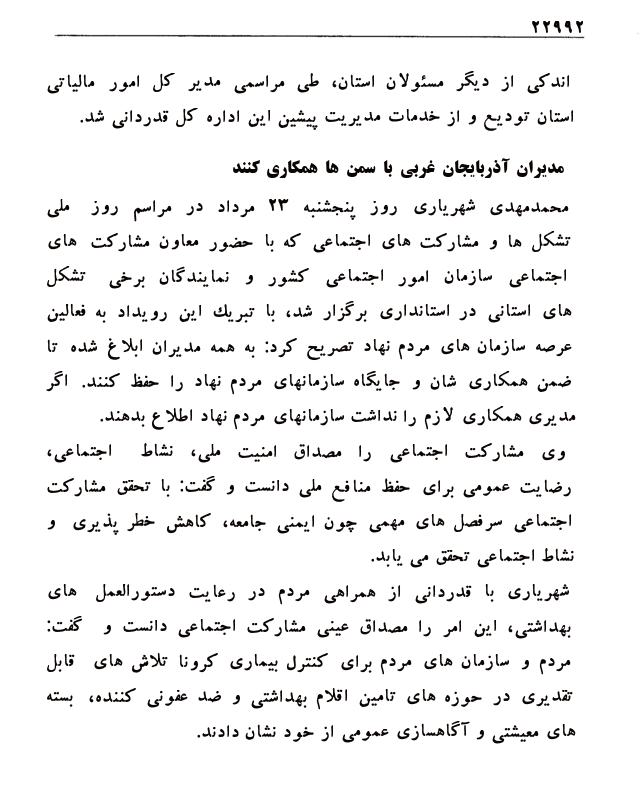 ۲۲۹۹۲
اندکی از دیگر مسئولان استان، طی مراسمی مدیر کل امور مالیاتی
استان تودیع و از خدمات مدیریت پیشین این اداره کل قدردانی شد.
مدیران آذربایجان غربی با سمن ها همکاری کنند
محمدمهدی شهریاری روز پنجشنبه ۲۳ مرداد در مراسم روز ملی
تشکل ها و مشارکت های اجتماعی که با حضور معاون مشارکت های
اجتماعی سازمان امور اجتماعی کشور و نمایندگان برخی تشکل
های استانی در استانداری برگزار شد، با تبریك این رویداد به فعالین
عرصه سازمان های مردم نهاد تصریح کرد: به همه مدیران ابلاغ شده تا
ضمن همکاری شان و جایگاه سازمانهای مردم نهاد را حفظ کنند. اگر
مدیری همکاری لازم را نداشت سازمانهای مردم نهاد اطلاع بدهند.
وی مشارکت اجتماعی را مصداق امنیت ملی، نشاط اجتماعی،
رضایت عمومی برای حفظ منافع ملی دانست و گفت: با تحقق مشارکت
اجتماعی سرفصل های مهمی چون ایمنی جامعه، کاهش خطر پذیری و
نشاط اجتماعی تحقق می یابد.
شهریاری با قدردانی از همراهی مردم در رعایت دستورالعمل های
بهداشتی، این امر را مصداق عینی مشارکت اجتماعی دانست و گفت:
مردم و سازمان های مردم برای کنترل بیماری کرونا تلاش های قابل
تقدیری در حوزه های تامین اقلام بهداشتی و ضد عفونی کننده، بسته
های معیشتی و آگاهسازی عمومی از خود نشان دادند.